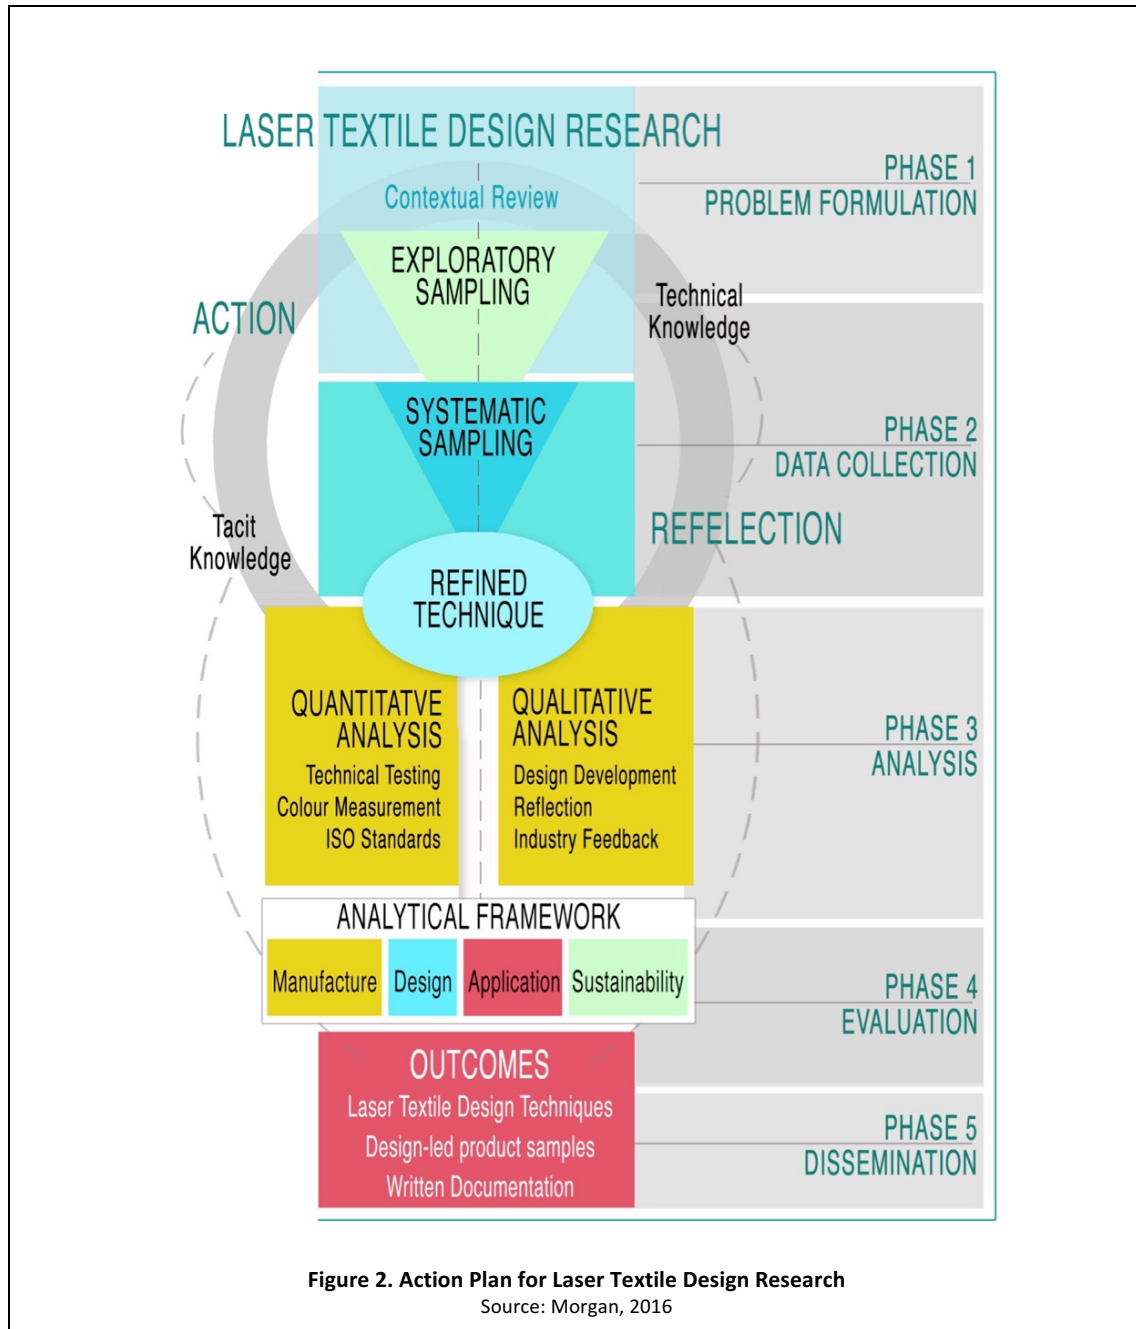 LASER TEXTILE DESIGN RESEARCH
Contextual Review
PHASE 1
PROBLEM FORMULATION
EXPLORATORY
SAMPLING
ACTION
Technical
Knowledge
SYSTEMATIC
SAMPLING
PHASE 2
DATA COLLECTION
Tacit
Knowledge
REFELECTION
REFINED
TECHNIQUE
QUANTITATVE
ANALYSIS
Technical Testing
Colour Measurement
ISO Standards
QUALITATIVE
ANALYSIS
Design Development
Reflection
Industry Feedback
PHASE 3
ANALYSIS
ANALYTICAL FRAMEWORK
Manufacture Design Application Sustainability
PHASE 4
EVALUATION
OUTCOMES
Laser Textile Design Techniques
Design-led product samples
Written Documentation
PHASE 5
DISSEMINATION
Figure 2. Action Plan for Laser Textile Design Research
Source: Morgan, 2016